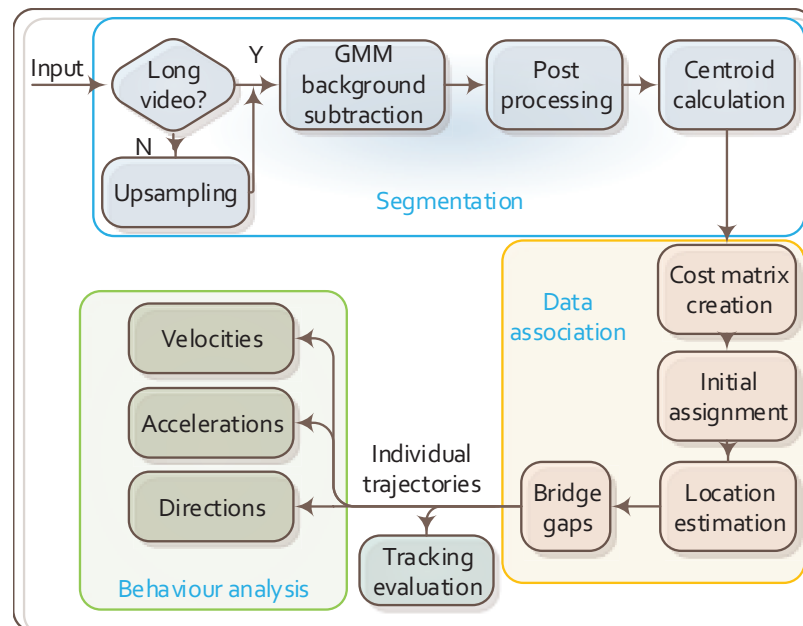 Input
Long
video?
Y
N
Upsampling
GMM
background
subtraction
Post
processing
Centroid
calculation
Segmentation
Cost matrix
creation
Data
association
Initial
assignment
Location
estimation
Bridge
gaps
Individual
trajectories
Tracking
evaluation
Velocities
Accelerations
Directions
Behaviour analysis